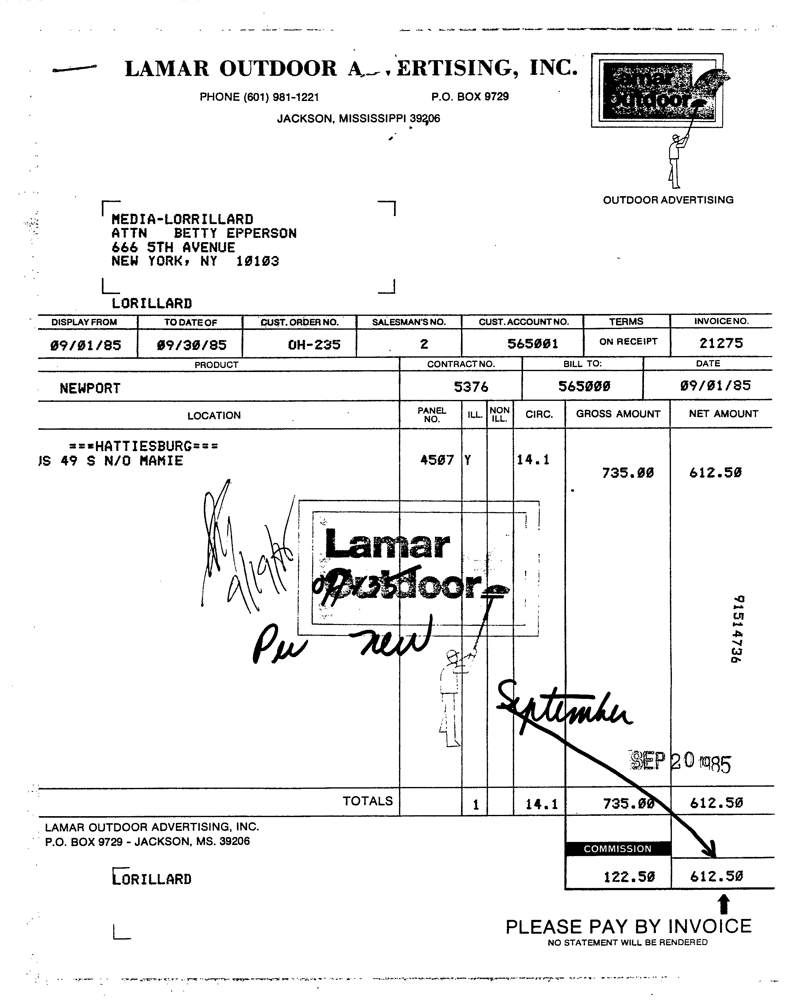 LAMAR OUTDOOR A ERTISING, INC.
PHONE (601) 981-1221 P.O. BOX 9729
JACKSON, MISSISSIPPI 39206
Lamar
Outdoor
OUTDOOR ADVERTISING
MEDIA-LORRILLARD
ATTN BETTY EPPERSON
666 5TH AVENUE
NEW YORK, NY 10103
LORILLARD
DISPLAY FROM TO DATE OF CUST. ORDER NO. SALESMAN'S NO. CUST. ACCOUNT NO. TERMS INVOICE NO.
09/01/85 09/30/85 OH-235 2 565001 ON RECEIPT 21275
PRODUCT CONTRACT NO. BILL TO: DATE
NEWPORT 5376 565000 09/01/85
LOCATION PANEL NO. ILL. NON ILL. CIRC. GROSS AMOUNT NET AMOUNT
===HATTIESBURG===
US 49 S N/O MAMIE 4507 Y 14.1 735.00 612.50
Lamar
Outdoor
9/19/85
Per new
91514736
September
SEP 20 1985
TOTALS 1 14.1 735.00 612.50
LAMAR OUTDOOR ADVERTISING, INC.
P.O. BOX 9729 - JACKSON, MS. 39206
COMMISSION
LORILLARD 122.50 612.50
PLEASE PAY BY INVOICE
NO STATEMENT WILL BE RENDERED